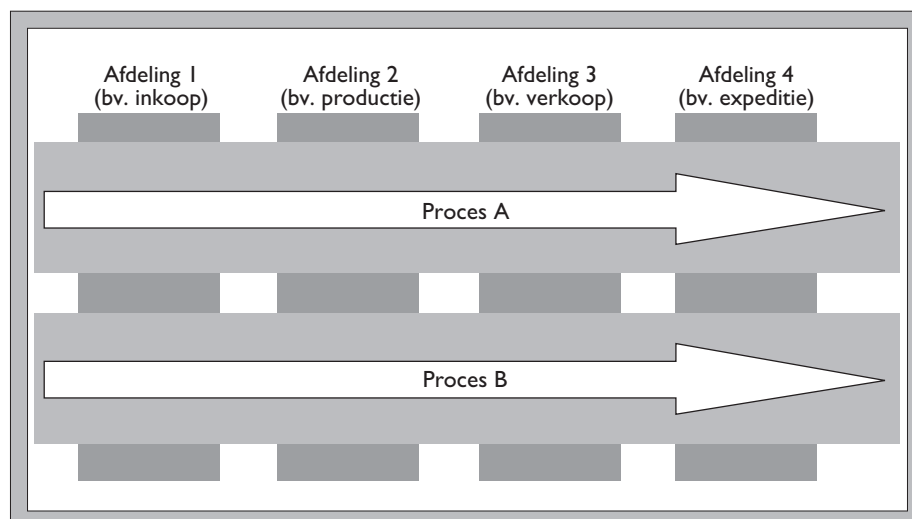 Afdeling 1
(bv. inkoop)
Afdeling 2
(bv. productie)
Afdeling 3
(bv. verkoop)
Afdeling 4
(bv. expeditie)
Proces A
Proces B